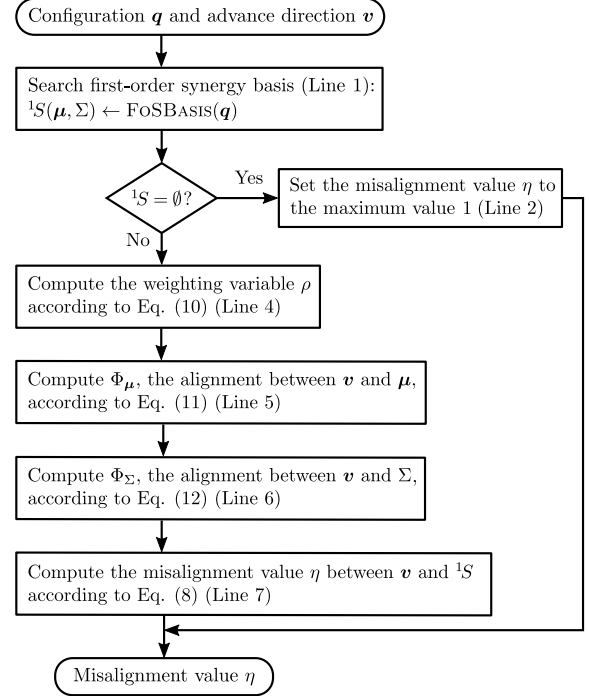 Configuration q and advance direction v
Search first-order synergy basis (Line 1):
¹S(μ, Σ) ← FoSBasis(q)
¹S = ∅?
Yes
Set the misalignment value η to
the maximum value 1 (Line 2)
No
Compute the weighting variable ρ
according to Eq. (10) (Line 4)
Compute Φμ, the alignment between v and μ,
according to Eq. (11) (Line 5)
Compute ΦΣ, the alignment between v and Σ,
according to Eq. (12) (Line 6)
Compute the misalignment value η between v and ¹S
according to Eq. (8) (Line 7)
Misalignment value η